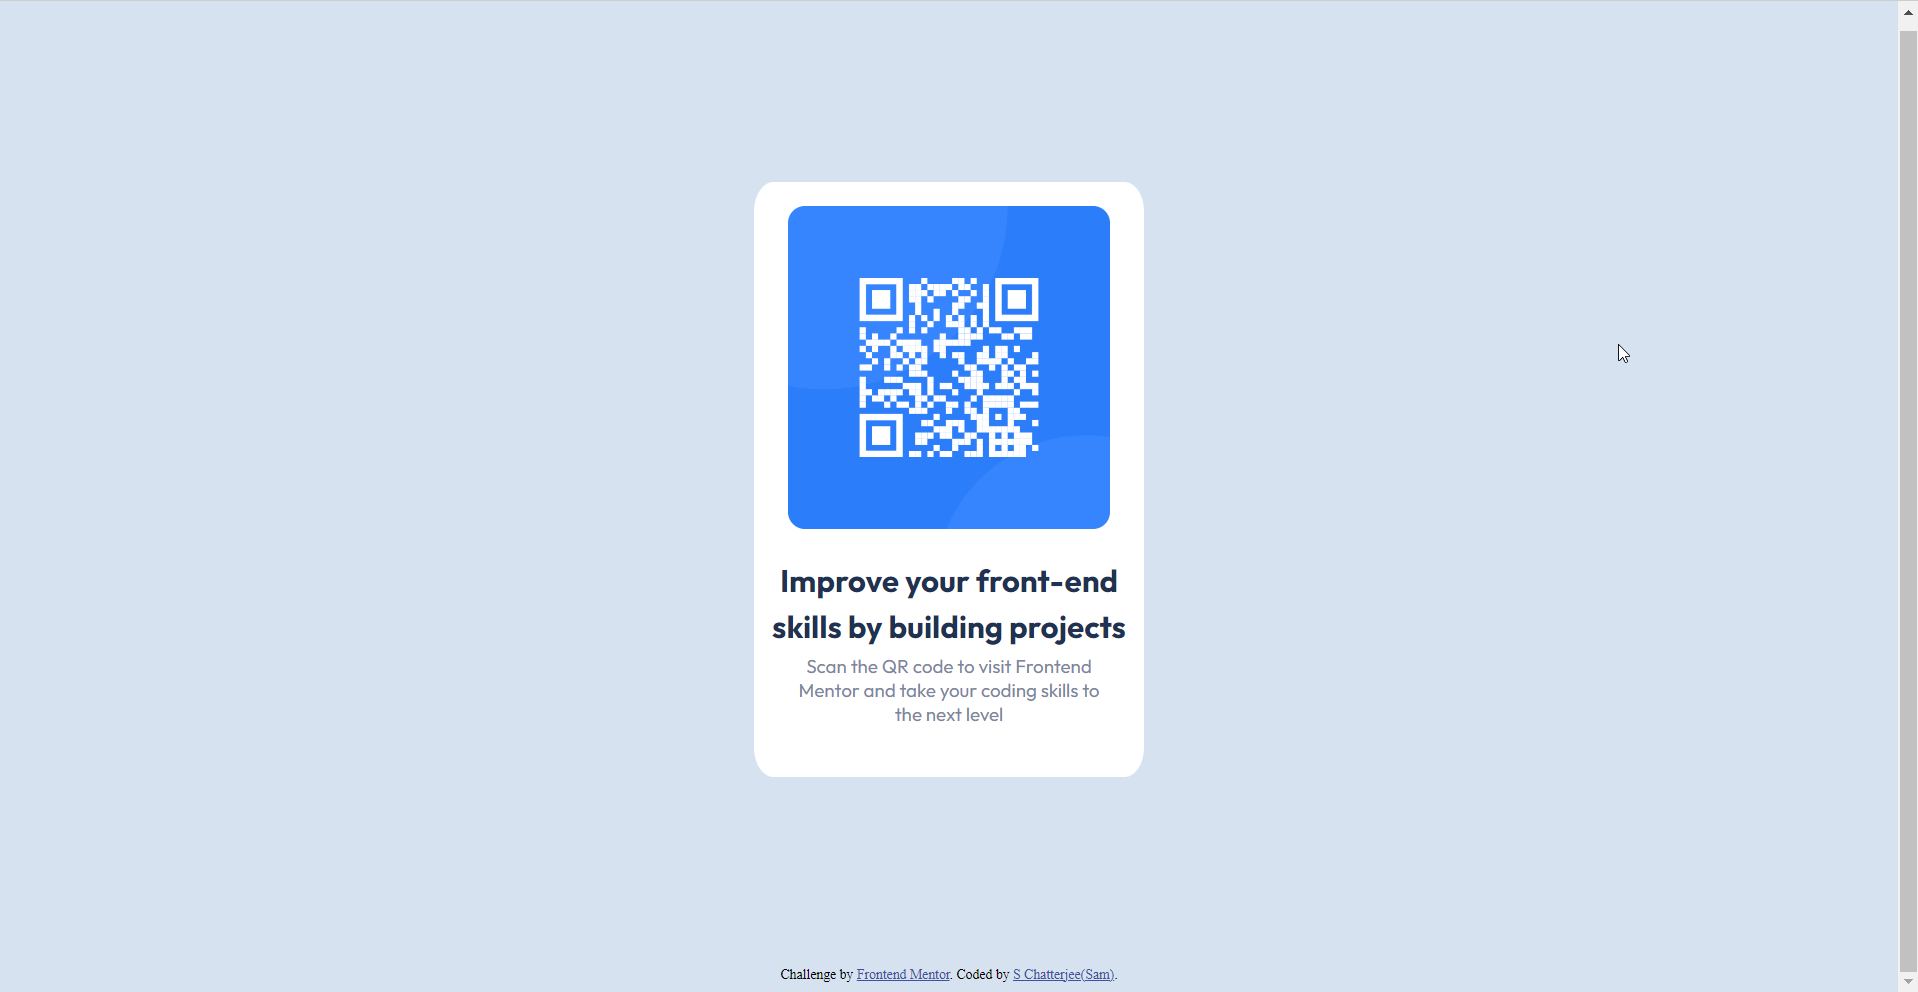 Improve your front-end
skills by building projects
Scan the QR code to visit Frontend
Mentor and take your coding skills to
the next level
Challenge by Frontend Mentor. Coded by S Chatterjee(Sam).